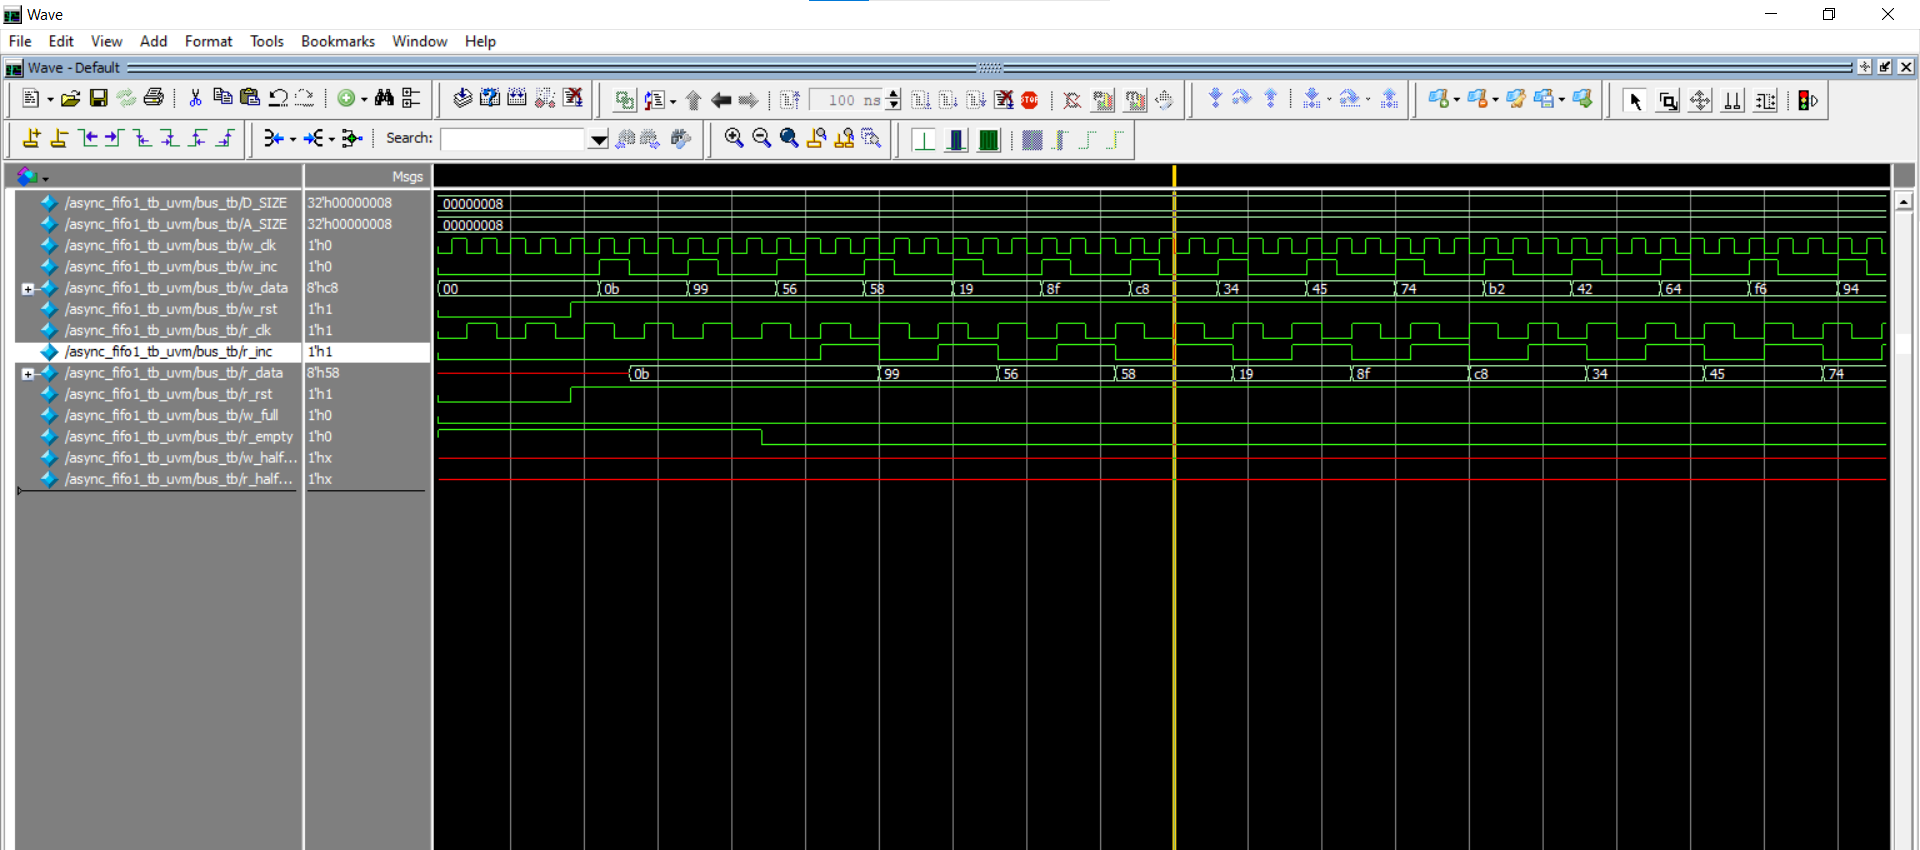 Wave
File Edit View Add Format Tools Bookmarks Window Help
Wave - Default
100 ns
Search:
Msgs
/async_fifo1_tb_uvm/bus_tb/D_SIZE 32'h00000008 00000008
/async_fifo1_tb_uvm/bus_tb/A_SIZE 32'h00000008 00000008
/async_fifo1_tb_uvm/bus_tb/w_clk 1'h0
/async_fifo1_tb_uvm/bus_tb/w_inc 1'h0
/async_fifo1_tb_uvm/bus_tb/w_data 8'hc8 00 0b 99 56 58 19 8f c8 34 45 74 b2 42 64 f6 94
/async_fifo1_tb_uvm/bus_tb/w_rst 1'h1
/async_fifo1_tb_uvm/bus_tb/r_clk 1'h1
/async_fifo1_tb_uvm/bus_tb/r_inc 1'h1
/async_fifo1_tb_uvm/bus_tb/r_data 8'h58 0b 99 56 58 19 8f c8 34 45 74
/async_fifo1_tb_uvm/bus_tb/r_rst 1'h1
/async_fifo1_tb_uvm/bus_tb/w_full 1'h0
/async_fifo1_tb_uvm/bus_tb/r_empty 1'h0
/async_fifo1_tb_uvm/bus_tb/w_half... 1'hx
/async_fifo1_tb_uvm/bus_tb/r_half... 1'hx